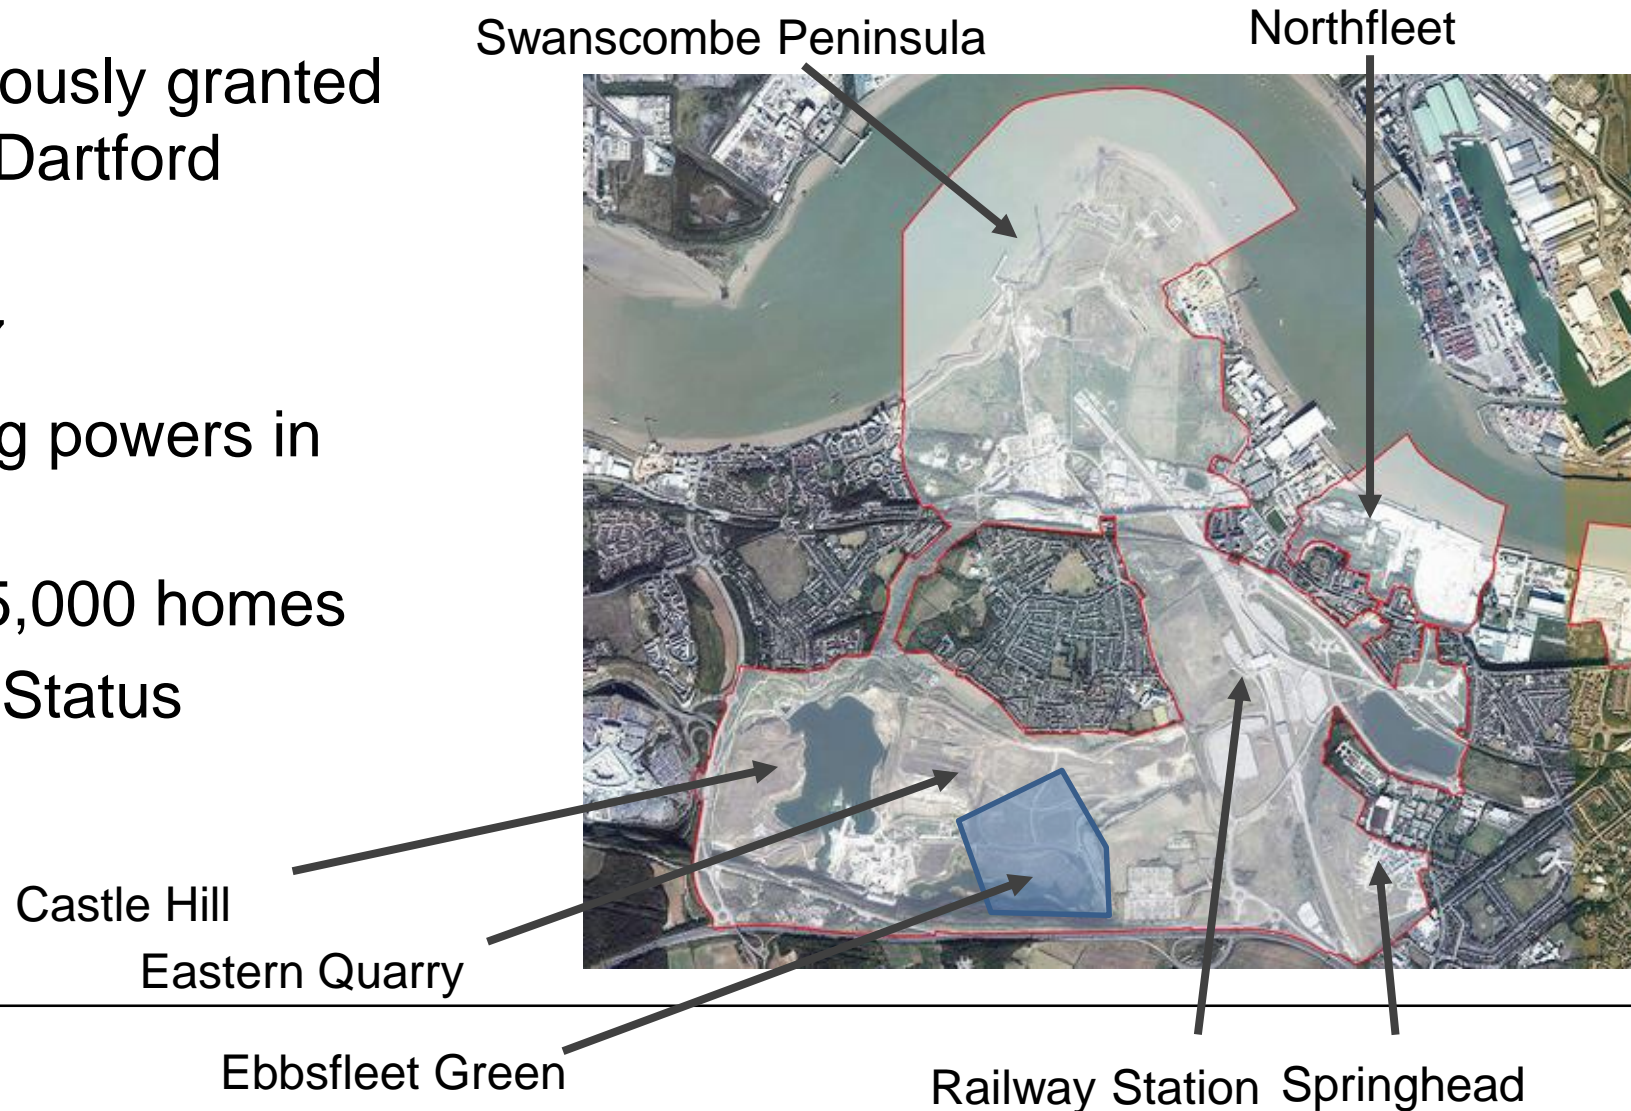 Swanscombe Peninsula
Northfleet
ously granted
Dartford
g powers in
5,000 homes
Status
Castle Hill
Eastern Quarry
Ebbsfleet Green
Railway Station
Springhead